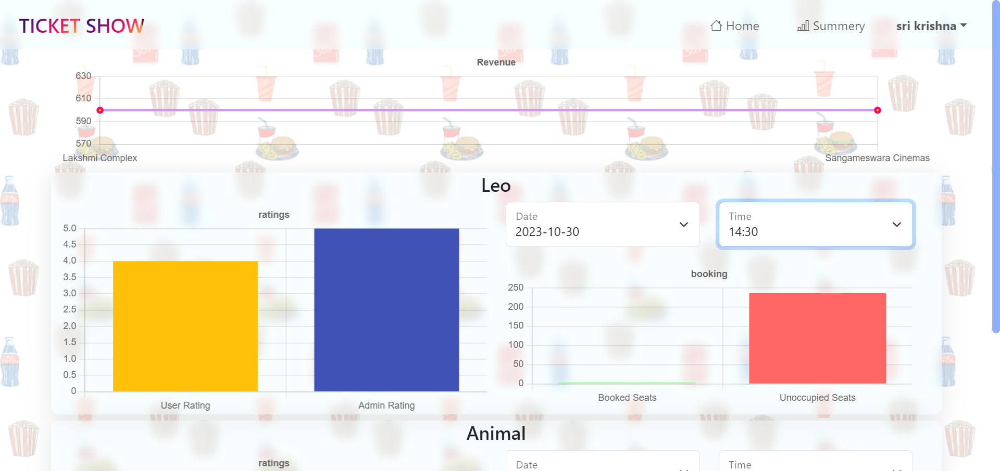 TICKET SHOW
Home
Summery
sri krishna
Revenue
630
610
590
570
Lakshmi Complex
Sangameswara Cinemas
Leo
ratings
5.0
4.5
4.0
3.5
3.0
2.5
2.0
1.5
1.0
0.5
0
User Rating
Admin Rating
Date
2023-10-30
Time
14:30
booking
250
200
150
100
50
0
Booked Seats
Unoccupied Seats
Animal
ratings
Date
Time